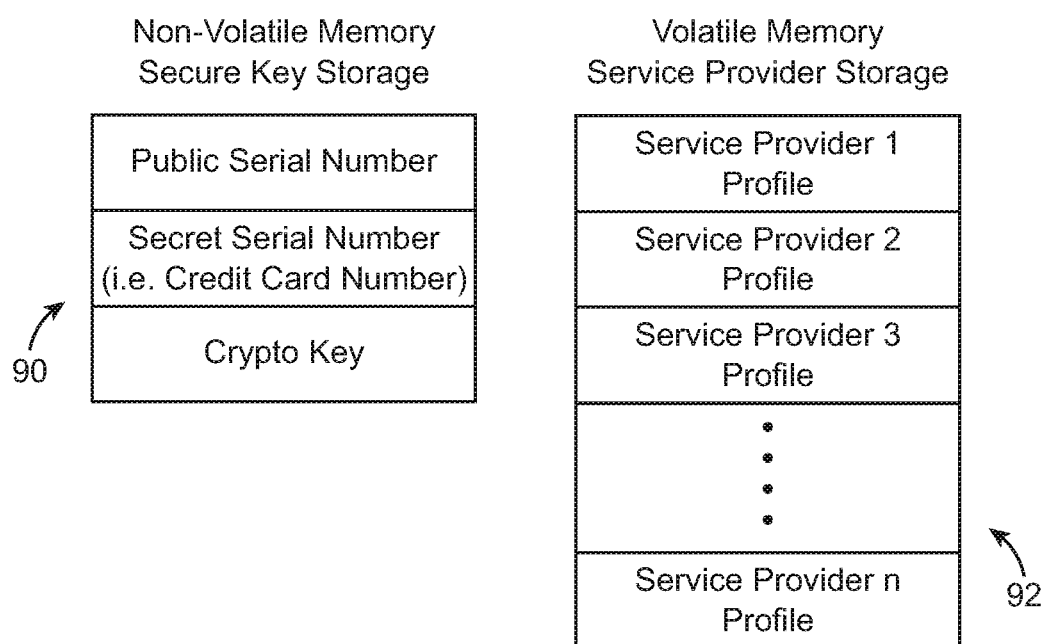 Non-Volatile Memory
Secure Key Storage
Public Serial Number
Secret Serial Number
(i.e. Credit Card Number)
Crypto Key
90
Volatile Memory
Service Provider Storage
Service Provider 1
Profile
Service Provider 2
Profile
Service Provider 3
Profile
Service Provider n
Profile
92